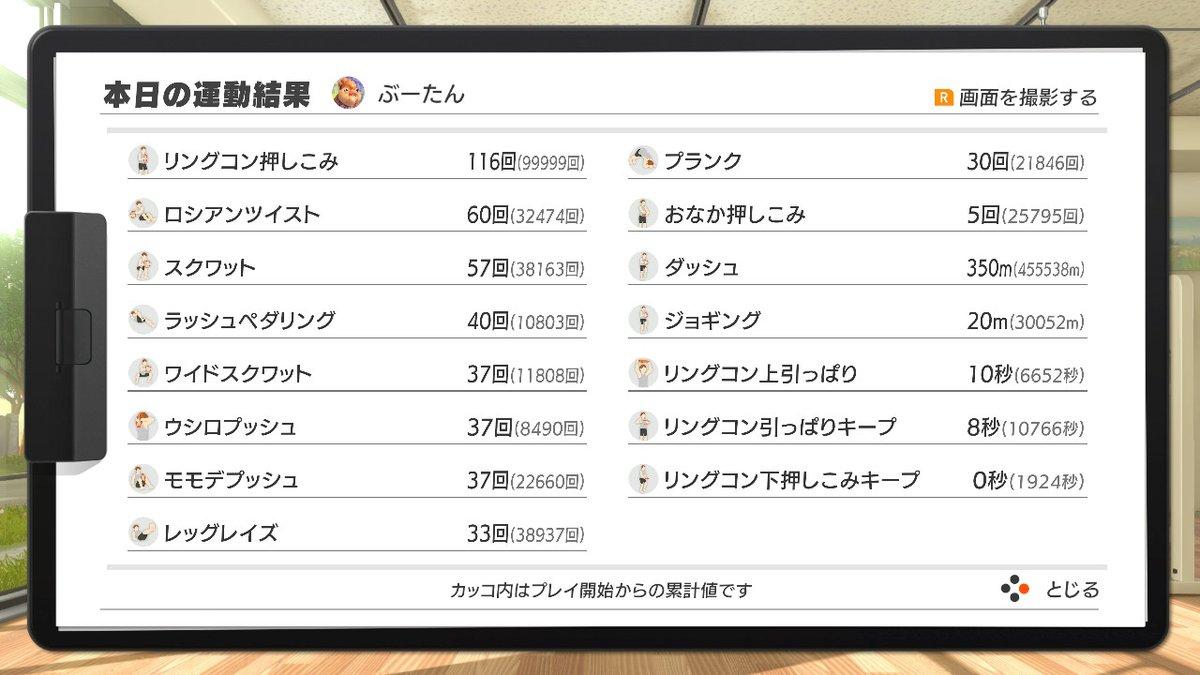 本日の運動結果 ぶーたん
R 画面を撮影する
リングコン押しこみ 116回(99999回)
ロシアンツイスト 60回(32474回)
スクワット 57回(38163回)
ラッシュペダリング 40回(10803回)
ワイドスクワット 37回(11808回)
ウシロプッシュ 37回(8490回)
モモデプッシュ 37回(22660回)
レッグレイズ 33回(38937回)
プランク 30回(21846回)
おなか押しこみ 5回(25795回)
ダッシュ 350m(455538m)
ジョギング 20m(30052m)
リングコン上引っぱり 10秒(6652秒)
リングコン引っぱりキープ 8秒(10766秒)
リングコン下押しこみキープ 0秒(1924秒)
カッコ内はプレイ開始からの累計値です
とじる